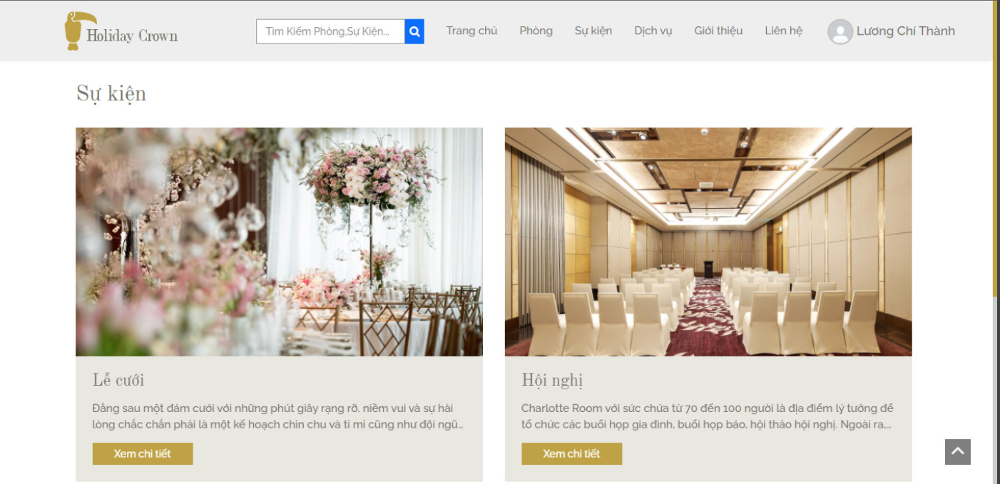 Holiday Crown
Tìm Kiếm Phòng,Sự Kiện...
Trang chủ
Phòng
Sự kiện
Dịch vụ
Giới thiệu
Liên hệ
Lương Chí Thành
Sự kiện
Lễ cưới
Đằng sau một đám cưới với những phút giây rạng rỡ, niềm vui và sự hài
lòng chắc chắn phải là một kế hoạch chỉn chu và tỉ mỉ cũng như đội ngũ...
Xem chi tiết
Hội nghị
Charlotte Room với sức chứa từ 70 đến 100 người là địa điểm lý tưởng để
tổ chức các buổi họp gia đình, buổi họp báo, hội thảo hội nghị. Ngoài ra,...
Xem chi tiết